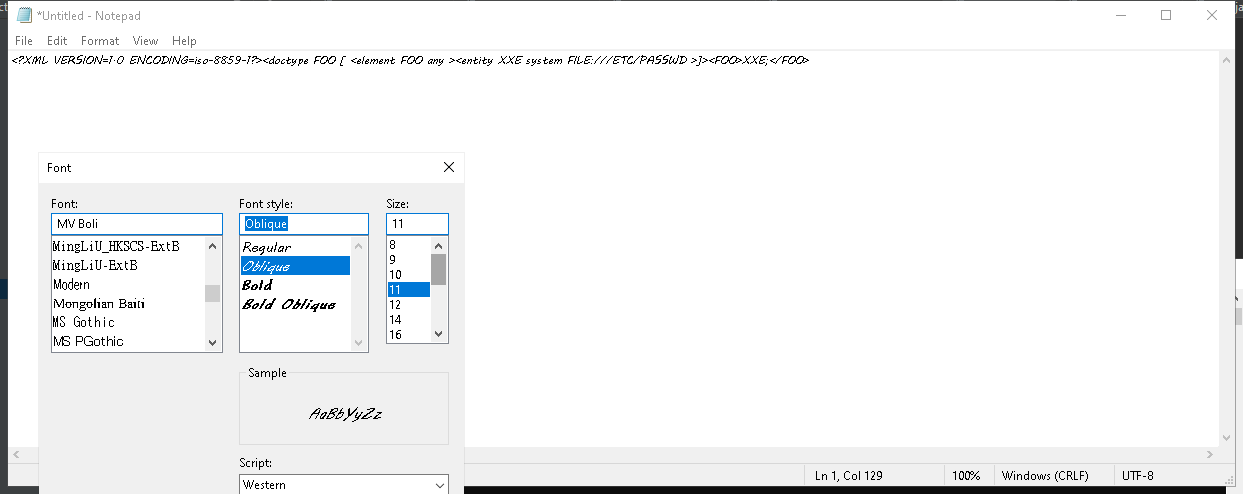 *Untitled - Notepad
File Edit Format View Help
<?XML VERSION=1.0 ENCODING=iso-8859-1?><doctype FOO [ <element FOO any ><entity XXE system FILE:///ETC/PASSWD >]><FOO>XXE;</FOO>
Font
Font: Font style: Size:
MV Boli Oblique 11
MingLiU_HKSCS-ExtB Regular 8
MingLiU-ExtB Oblique 9
Modern Bold 10
Mongolian Baiti Bold Oblique 11
MS Gothic 12
MS PGothic 14
16
Sample
AaBbYyZz
Script:
Western
Ln 1, Col 129 100% Windows (CRLF) UTF-8